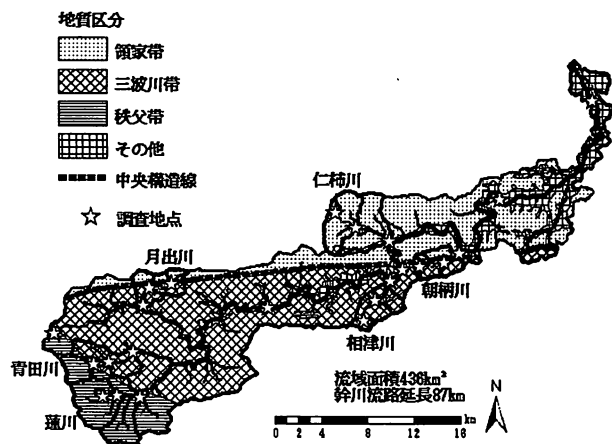 地質区分
領家帯
三波川帯
秩父帯
その他
中央構造線
調査地点
仁柿川
月出川
朝柄川
相津川
青田川
蓮川
流域面積436km²
幹川流路延長87km
N
km
0 2 4 8 12 16